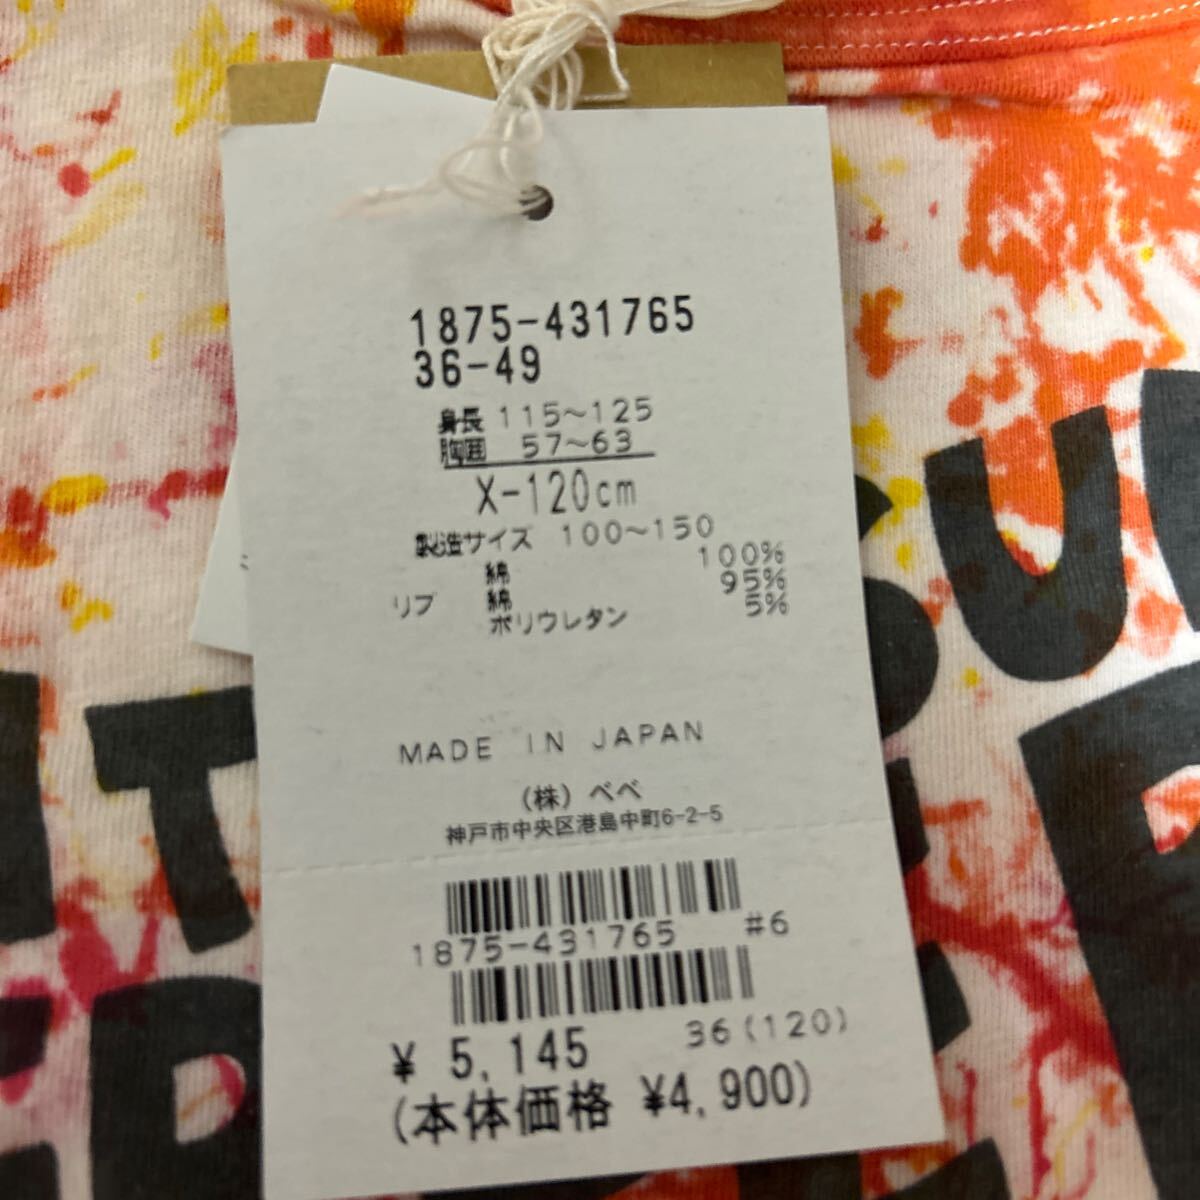 1875-431765
36-49
身長 115～125
胸囲 57～63
X-120cm
製造サイズ 100～150
綿 100%
リブ 綿 95%
ポリウレタン 5%
MADE IN JAPAN
(株) べべ
神戸市中央区港島中町6-2-5
1875-431765 #6
36(120)
¥ 5,145
(本体価格 ¥4,900)